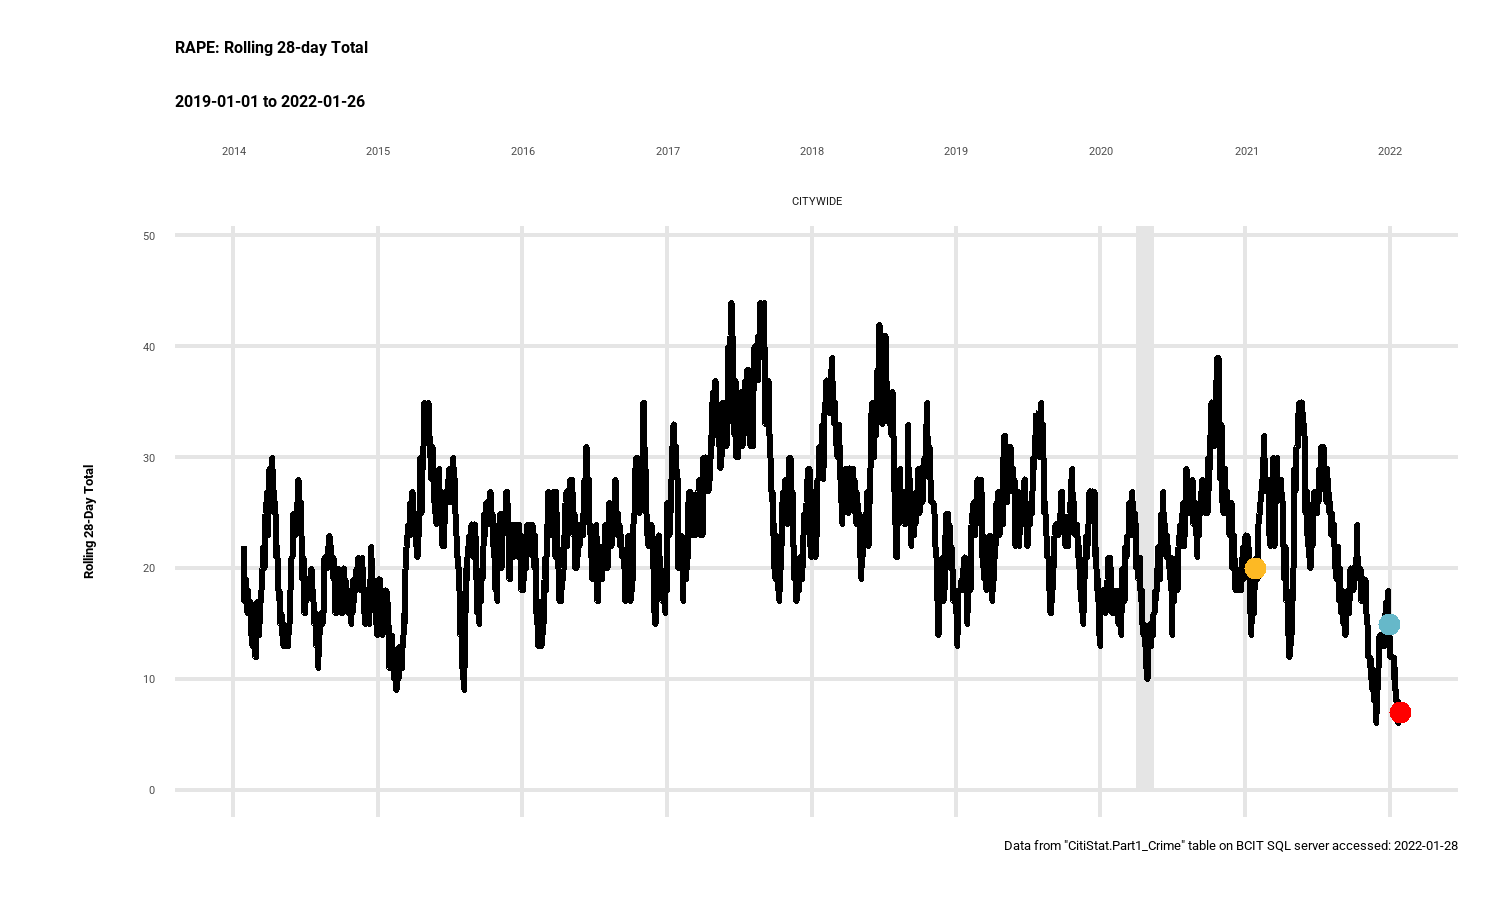 RAPE: Rolling 28-day Total
2019-01-01 to 2022-01-26
2014 2015 2016 2017 2018 2019 2020 2021 2022
CITYWIDE
50
40
30
20
10
0
Rolling 28-Day Total
Data from "CitiStat.Part1_Crime" table on BCIT SQL server accessed: 2022-01-28